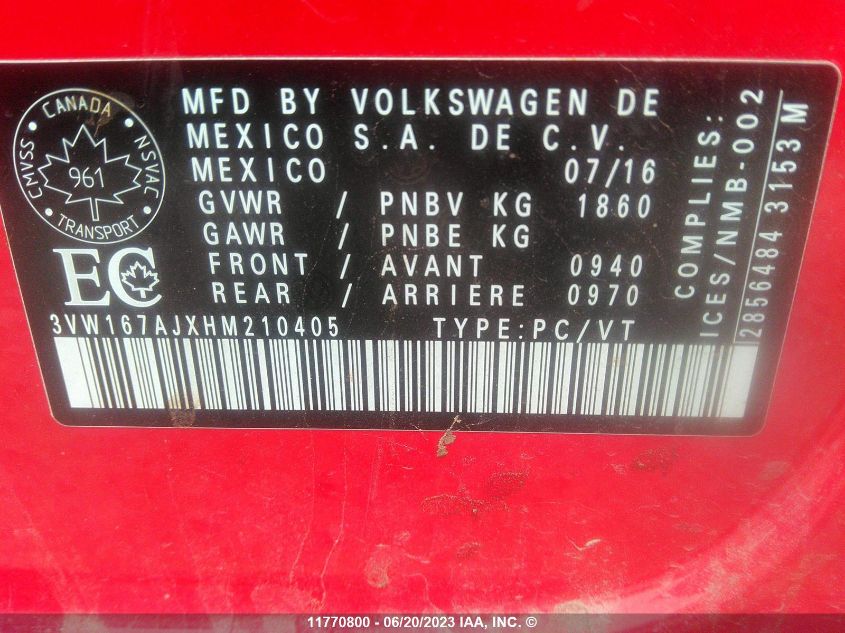 CANADA
CMVSS
NSVAC
961
TRANSPORT
EC
MFD BY VOLKSWAGEN DE
MEXICO S.A. DE C.V.
MEXICO 07/16
GVWR / PNBV KG 1860
GAWR / PNBE KG
FRONT / AVANT 0940
REAR / ARRIERE 0970
3VW167AJXHM210405 TYPE:PC/VT
COMPLIES:
ICES/NMB-002
2856484 3153M
11770800 - 06/20/2023 IAA, INC. ©